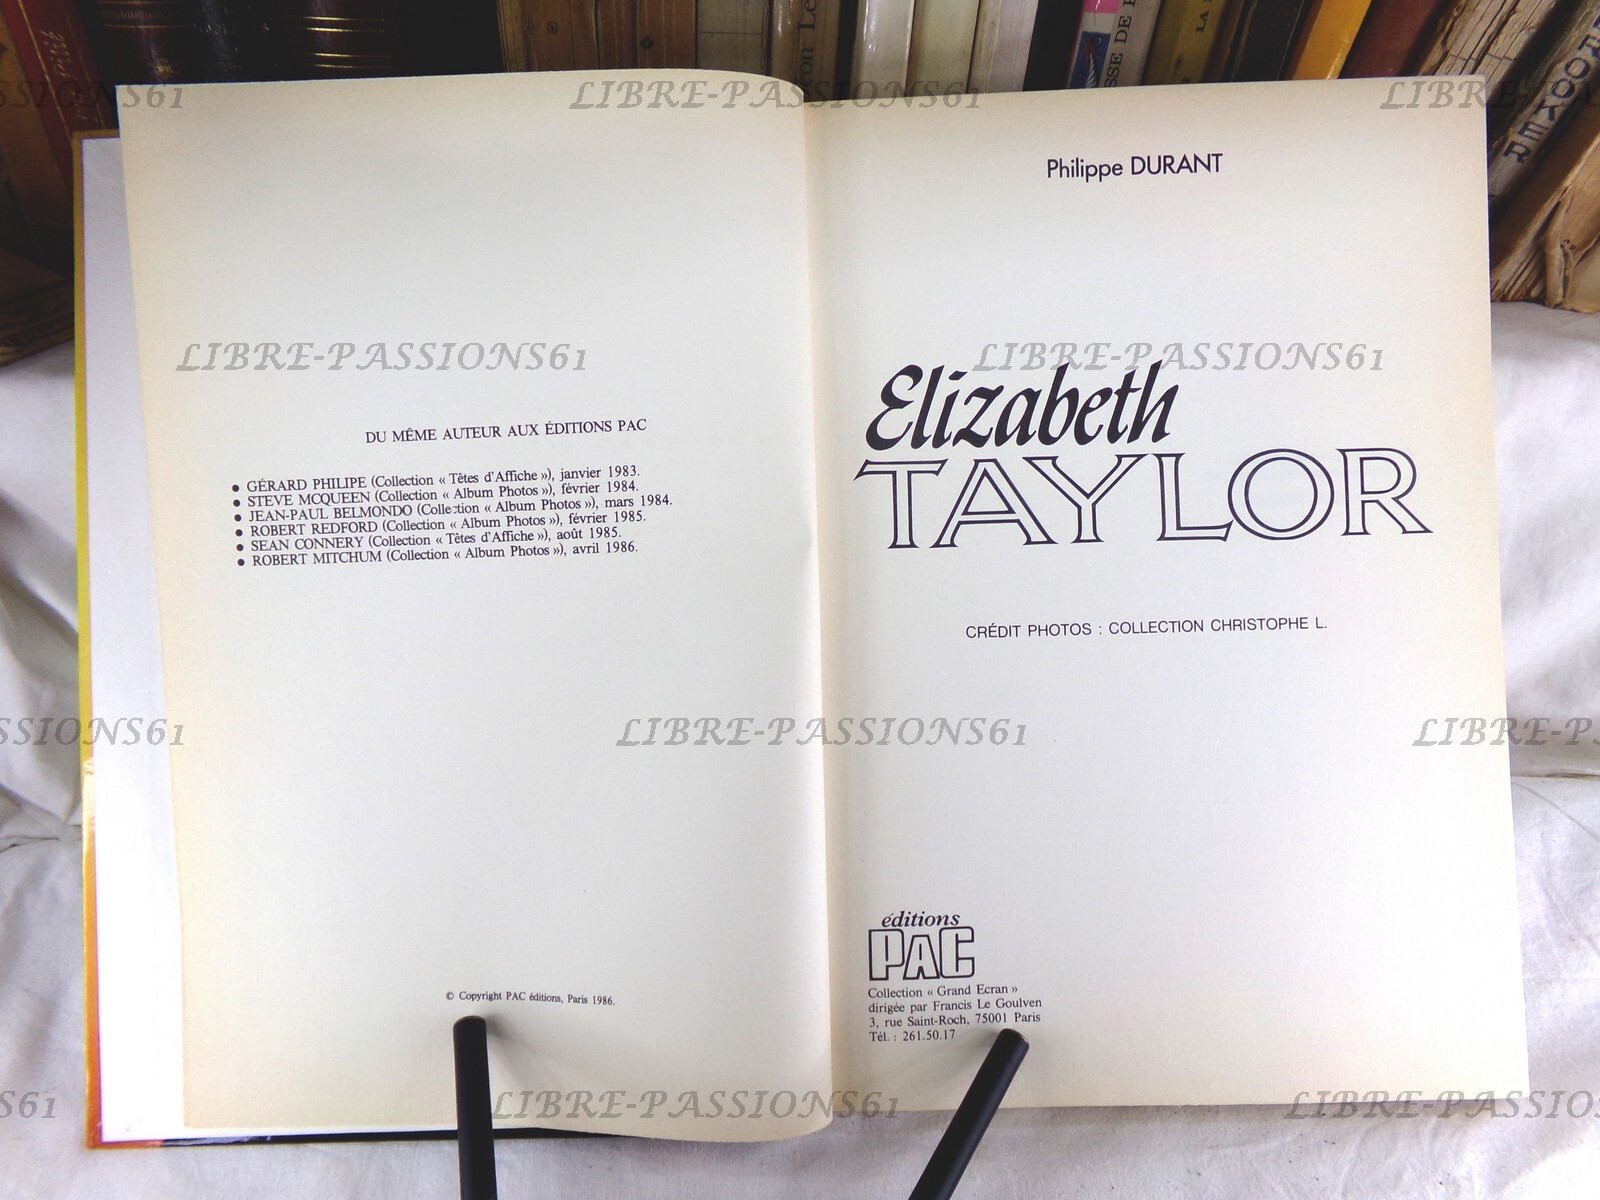 DU MÊME AUTEUR AUX ÉDITIONS PAC
● GÉRARD PHILIPE (Collection « Têtes d'Affiche »), janvier 1983.
● STEVE MCQUEEN (Collection « Album Photos »), février 1984.
● JEAN-PAUL BELMONDO (Collection « Album Photos »), mars 1984.
● ROBERT REDFORD (Collection « Album Photos »), février 1985.
● SEAN CONNERY (Collection « Têtes d'Affiche »), août 1985.
● ROBERT MITCHUM (Collection « Album Photos »), avril 1986.
© Copyright PAC éditions, Paris 1986.
Philippe DURANT
Elizabeth
TAYLOR
CRÉDIT PHOTOS : COLLECTION CHRISTOPHE L.
éditions
PAC
Collection « Grand Ecran »
dirigée par Francis Le Goulven
3, rue Saint-Roch, 75001 Paris
Tél. : 261.50.17
LIBRE-PASSIONS61
LIBRE-PASSIONS61
LIBRE-PASSIONS61
LIBRE-PASSIONS61
LIBRE-PASSIONS61